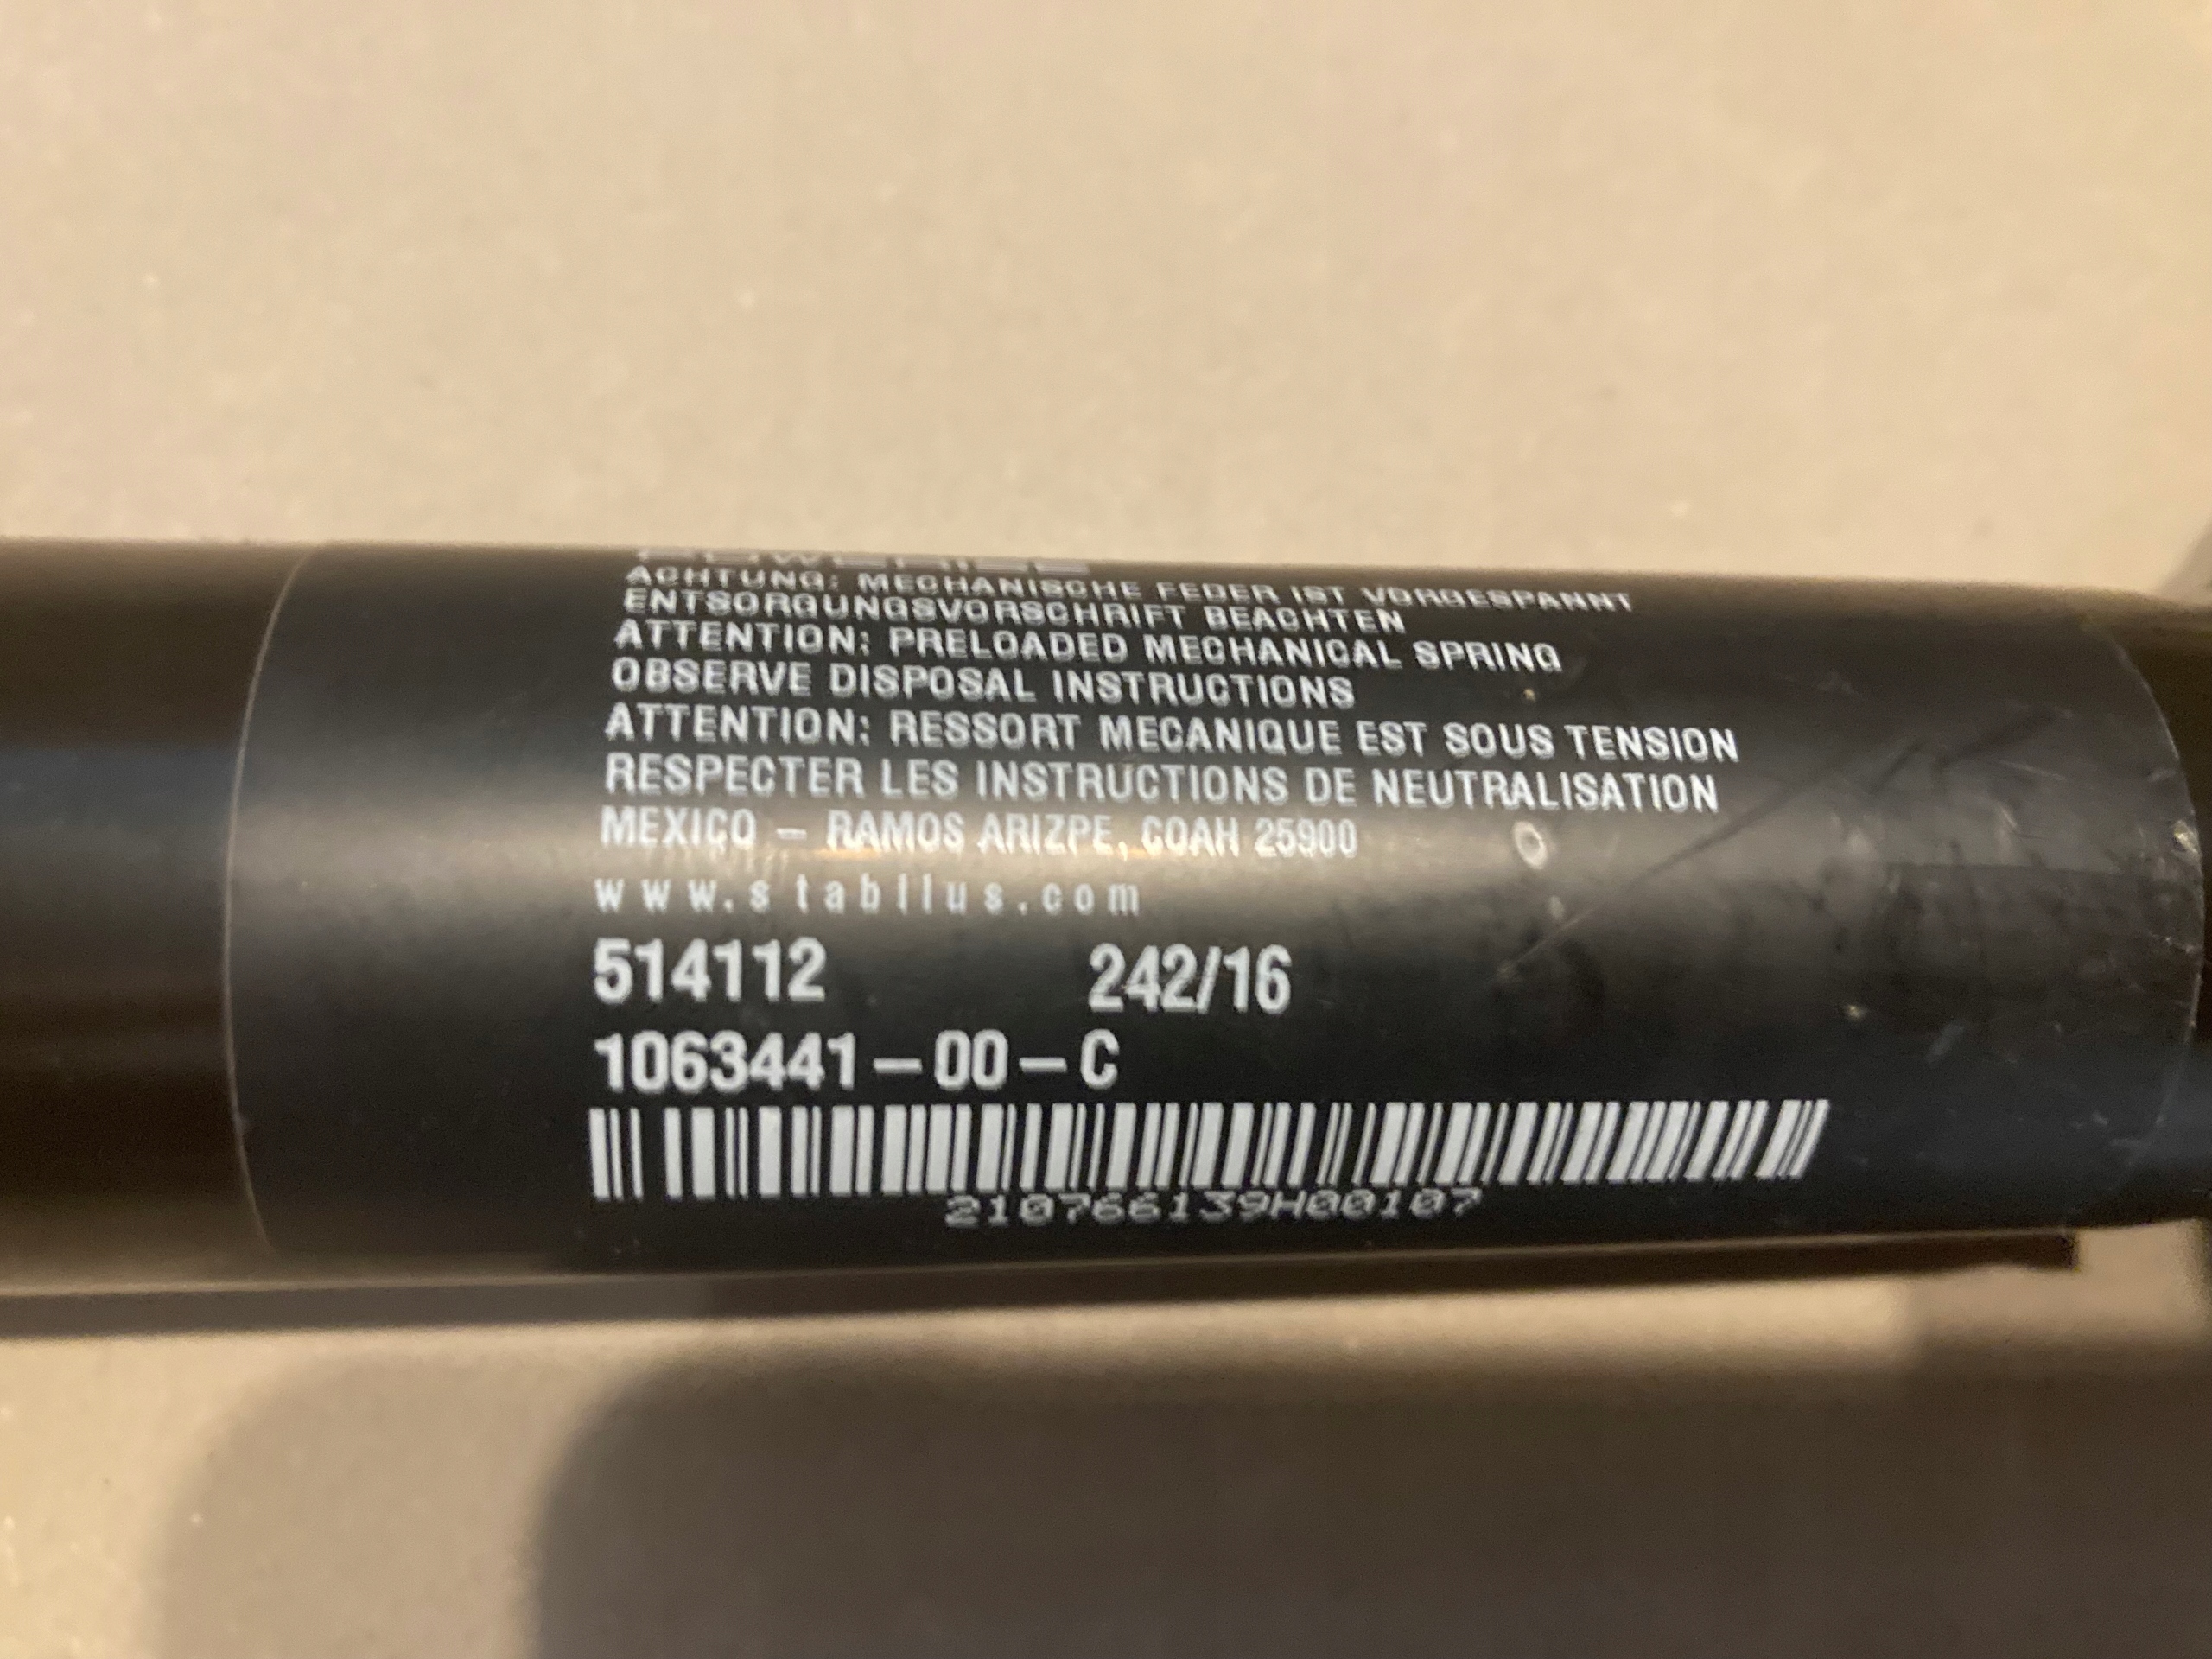 POWERISE
ACHTUNG: MECHANISCHE FEDER IST VORGESPANNT
ENTSORGUNGSVORSCHRIFT BEACHTEN
ATTENTION: PRELOADED MECHANICAL SPRING
OBSERVE DISPOSAL INSTRUCTIONS
ATTENTION: RESSORT MECANIQUE EST SOUS TENSION
RESPECTER LES INSTRUCTIONS DE NEUTRALISATION
MEXICO – RAMOS ARIZPE, COAH 25900
www.stabilus.com
514112 242/16
1063441–00–C
210766139H00107